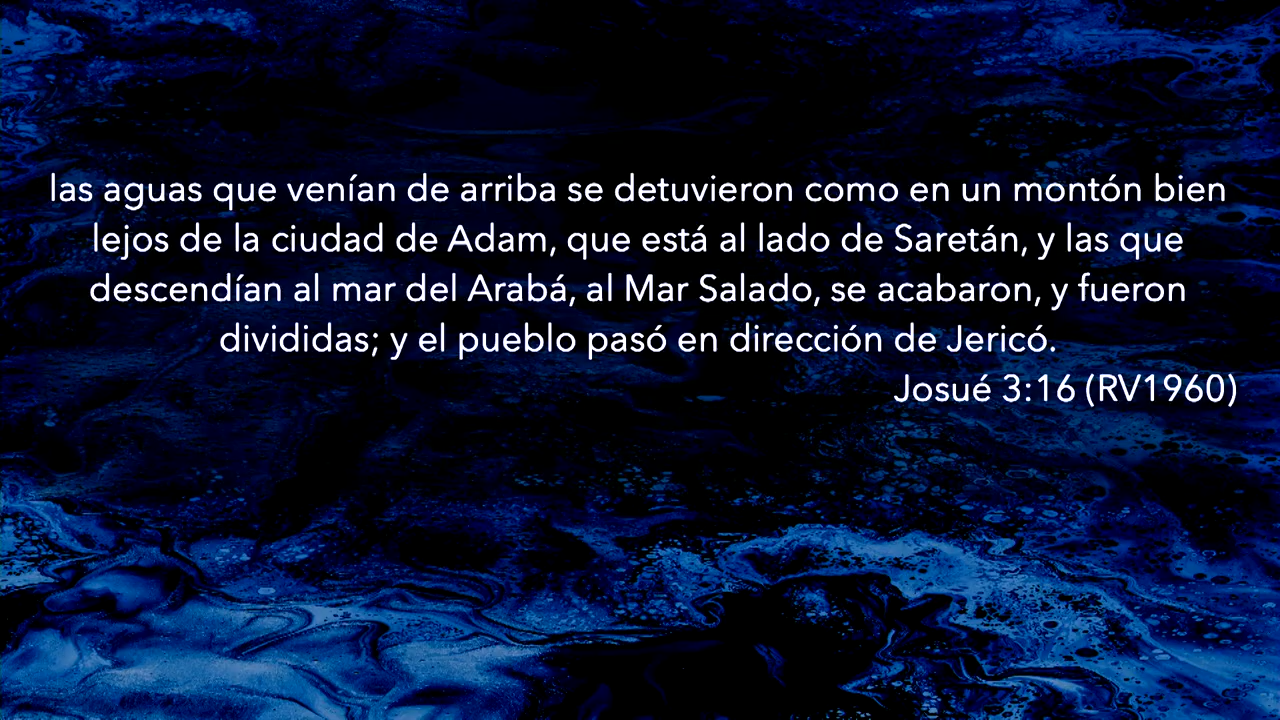 las aguas que venían de arriba se detuvieron como en un montón bien
lejos de la ciudad de Adam, que está al lado de Saretán, y las que
descendían al mar del Arabá, al Mar Salado, se acabaron, y fueron
divididas; y el pueblo pasó en dirección de Jericó.
Josué 3:16 (RV1960)